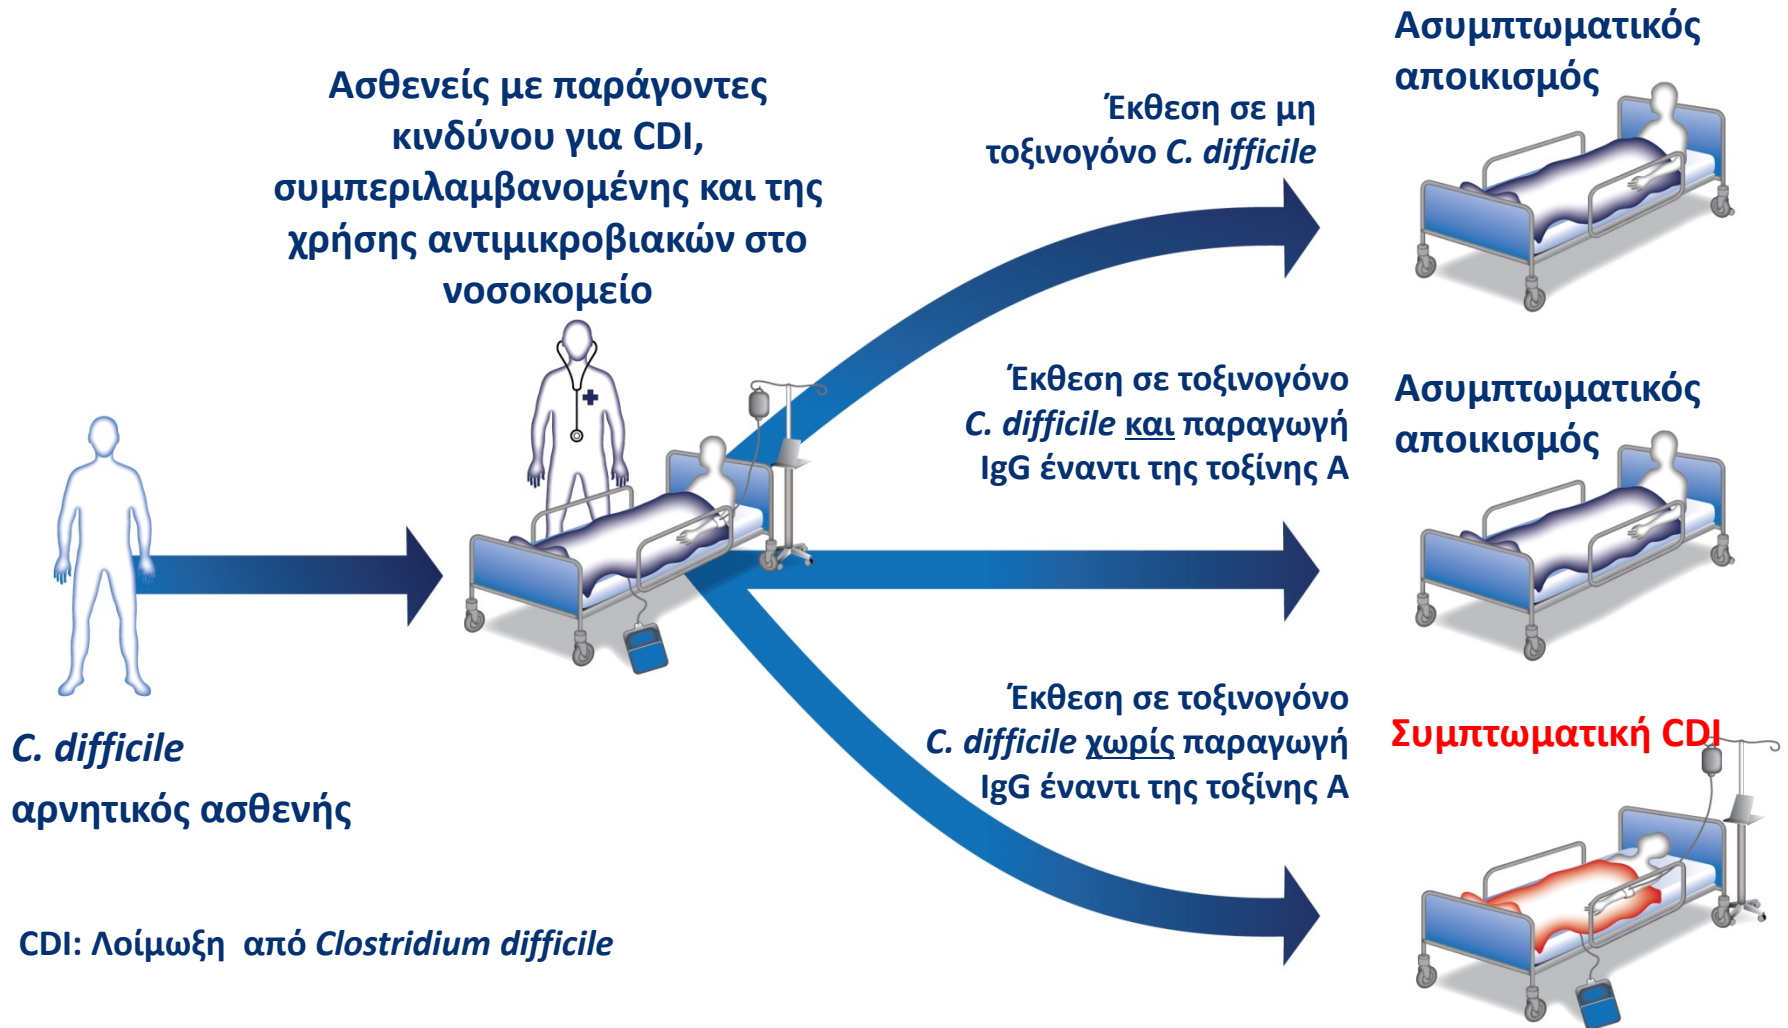 Ασθενείς με παράγοντες
κινδύνου για CDI,
συμπεριλαμβανομένης και της
χρήσης αντιμικροβιακών στο
νοσοκομείο
C. difficile
αρνητικός ασθενής
Έκθεση σε μη
τοξινογόνο C. difficile
Ασυμπτωματικός
αποικισμός
Έκθεση σε τοξινογόνο
C. difficile και παραγωγή
IgG έναντι της τοξίνης Α
Ασυμπτωματικός
αποικισμός
Έκθεση σε τοξινογόνο
C. difficile χωρίς παραγωγή
IgG έναντι της τοξίνης Α
Συμπτωματική CDI
CDI: Λοίμωξη από Clostridium difficile